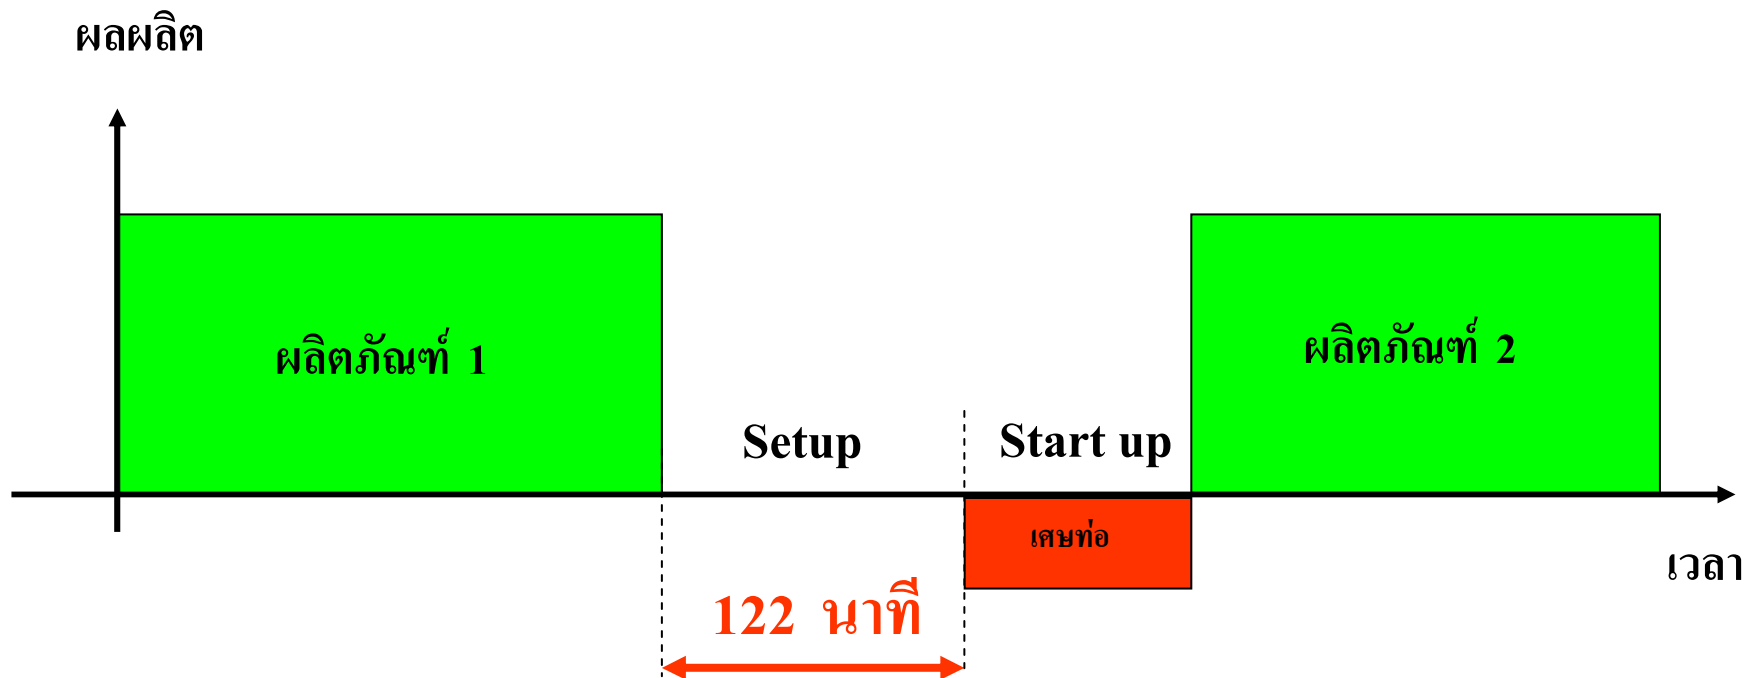 ผลผลิต
ผลิตภัณฑ์ 1
ผลิตภัณฑ์ 2
Setup
Start up
เศษท่อ
เวลา
122 นาที